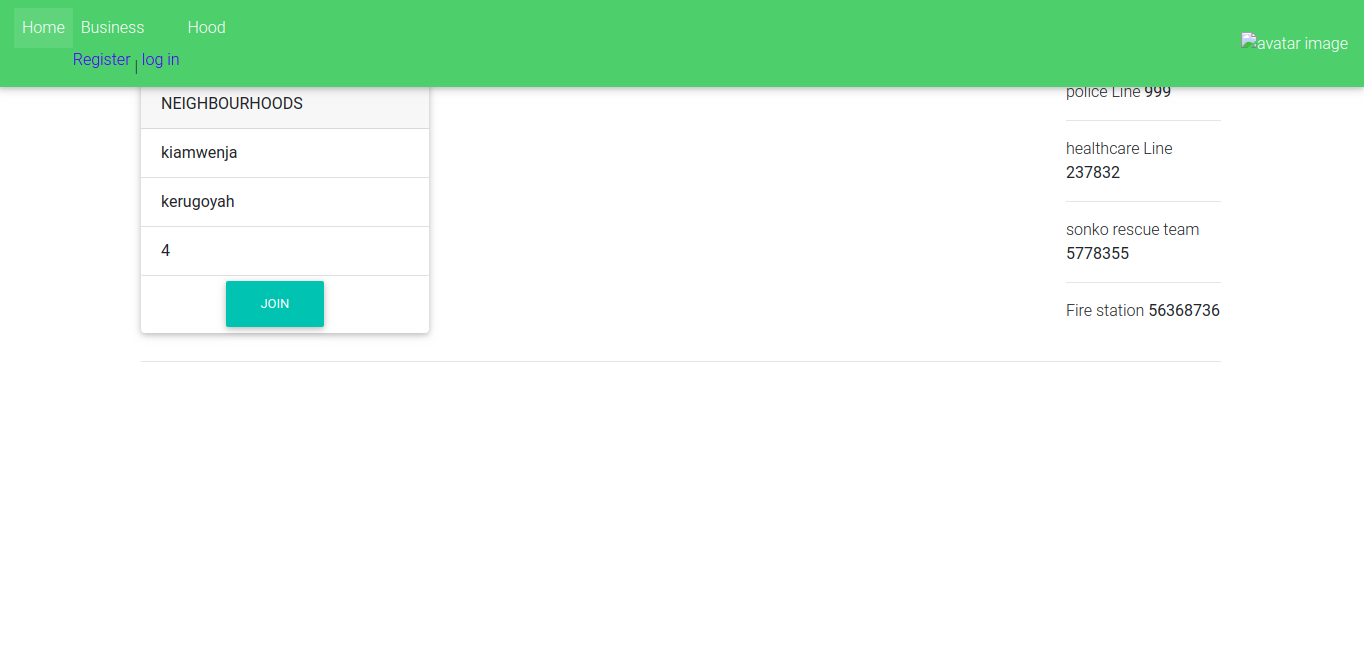 Home Business Hood
Register | log in
avatar image
NEIGHBOURHOODS
kiamwenja
kerugoyah
4
JOIN
police Line 999
healthcare Line
237832
sonko rescue team
5778355
Fire station 56368736